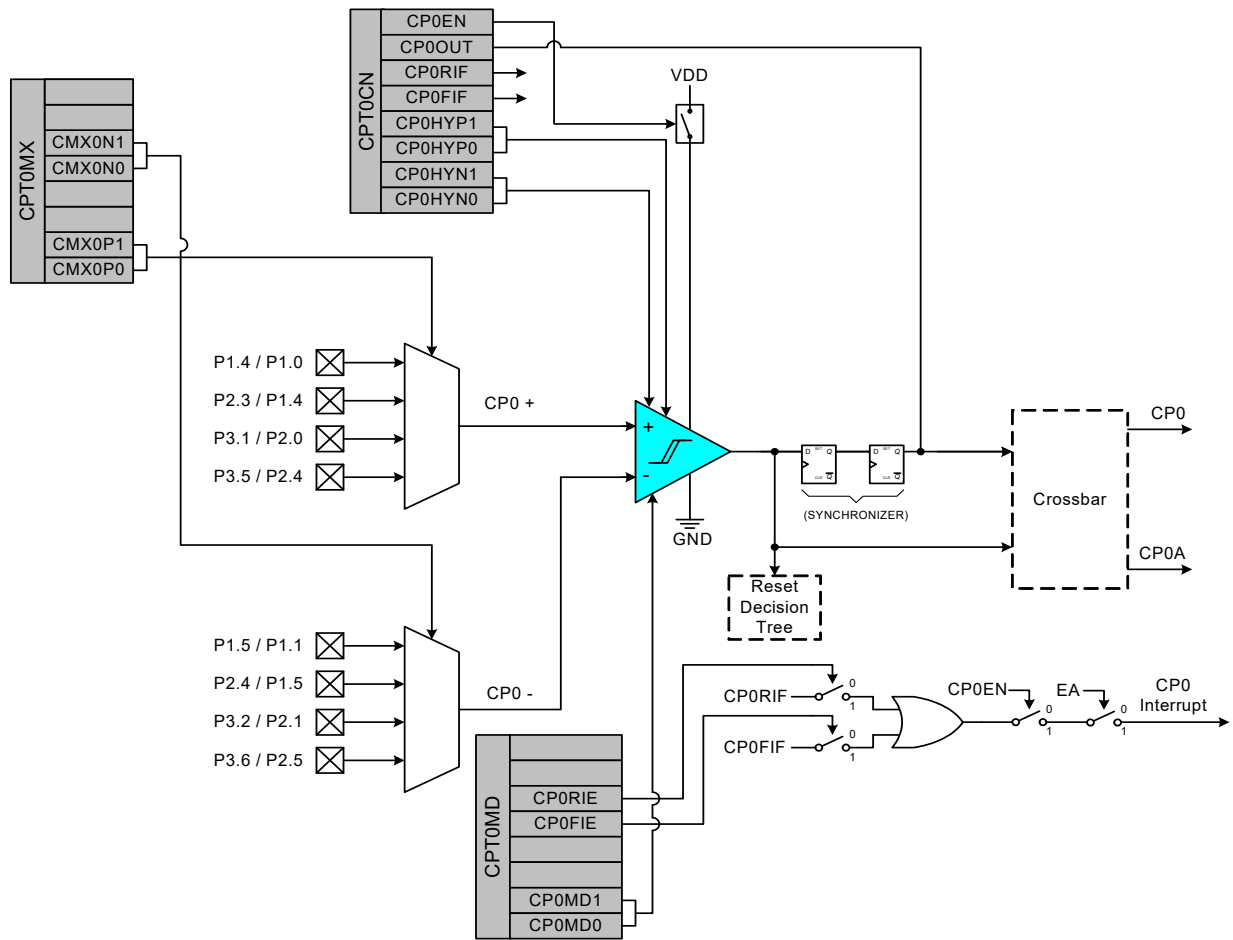 CPT0CN
CP0EN
CP0OUT
CP0RIF
CP0FIF
CP0HYP1
CP0HYP0
CP0HYN1
CP0HYN0
VDD
CPT0MX
CMX0N1
CMX0N0
CMX0P1
CMX0P0
P1.4 / P1.0
P2.3 / P1.4
P3.1 / P2.0
P3.5 / P2.4
CP0 +
+
-
GND
D SET Q
CLR Q
D SET Q
CLR Q
(SYNCHRONIZER)
Reset
Decision
Tree
Crossbar
CP0
CP0A
P1.5 / P1.1
P2.4 / P1.5
P3.2 / P2.1
P3.6 / P2.5
CP0 -
CP0RIF
0
1
CP0FIF
0
1
CP0EN
0
1
EA
0
1
CP0
Interrupt
CPT0MD
CP0RIE
CP0FIE
CP0MD1
CP0MD0